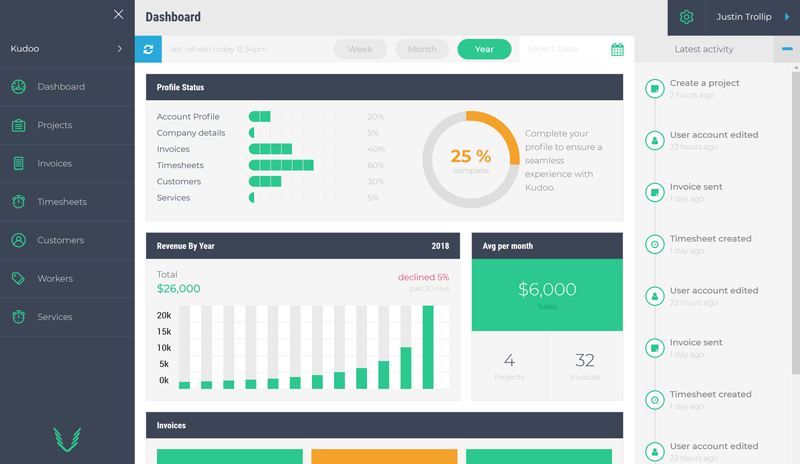 Dashboard
Justin Trollip
Kudoo
last refresh today 12:34pm
Week
Month
Year
Select Data
Latest activity
Dashboard
Projects
Invoices
Timesheets
Customers
Workers
Services
Profile Status
Account Profile 20%
Company details 5%
Invoices 40%
Timesheets 60%
Customers 30%
Services 5%
25 %
complete
Complete your
profile to ensure a
seamless
experience with
Kudoo.
Revenue By Year 2018
Total
$26,000
declined 5%
past 30 days
20k
15k
10k
5k
0k
Avg per month
$6,000
Sales
4
Projects
32
Invoices
Invoices
Create a project
2 hours ago
User account edited
22 hours ago
Invoice sent
1 day ago
Timesheet created
1 day ago
User account edited
22 hours ago
Invoice sent
1 day ago
Timesheet created
1 day ago
User account edited
22 hours ago